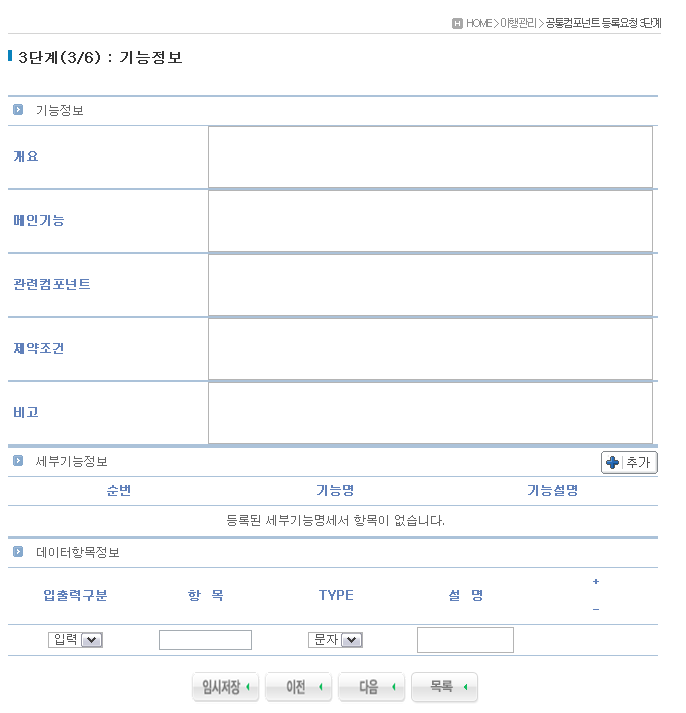 H HOME > 이행관리 > 공통컴포넌트 등록요청 3단계
3단계(3/6) : 기능정보
기능정보
개요
메인기능
관련컴포넌트
제약조건
비고
세부기능정보 추가
순번 기능명 기능설명
등록된 세부기능명세서 항목이 없습니다.
데이터항목정보
입출력구분 항 목 TYPE 설 명 + −
입력 문자
임시저장 이전 다음 목록